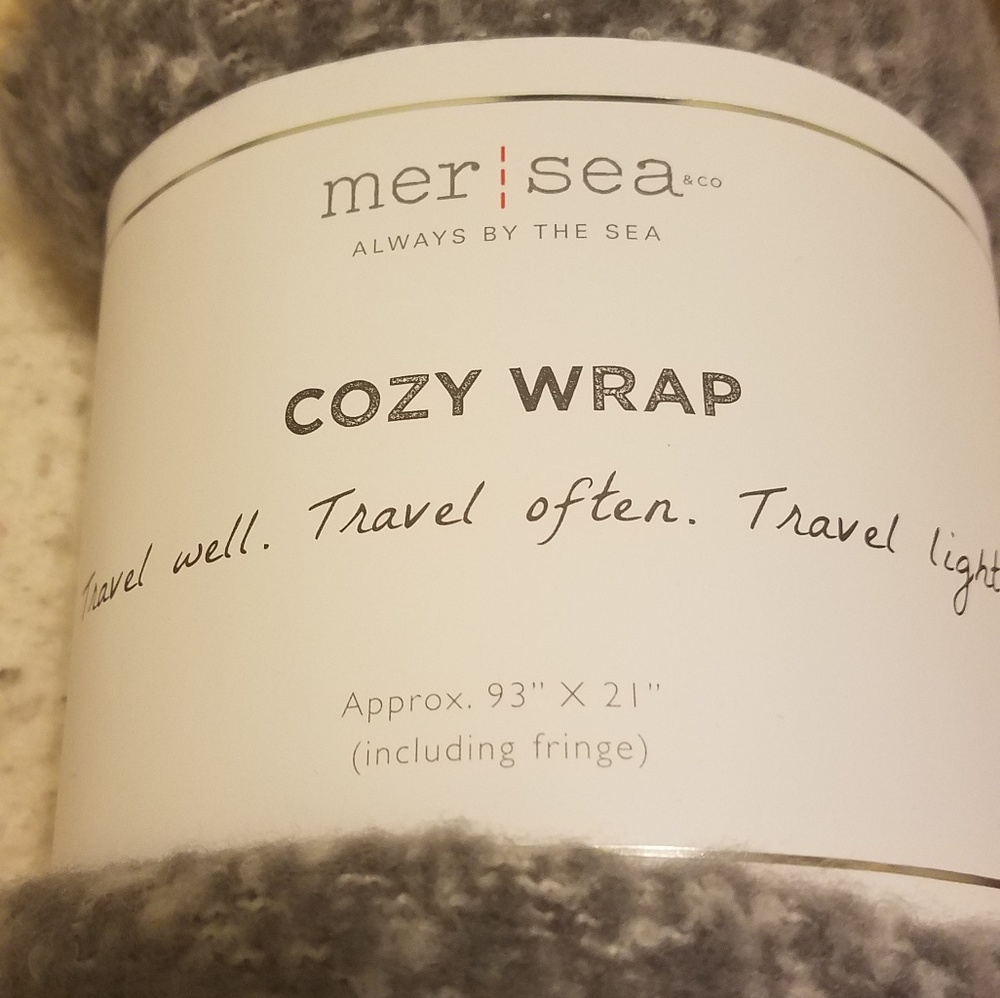 mer¦sea &CO
ALWAYS BY THE SEA
COZY WRAP
Travel well. Travel often. Travel light
Approx. 93" X 21"
(including fringe)